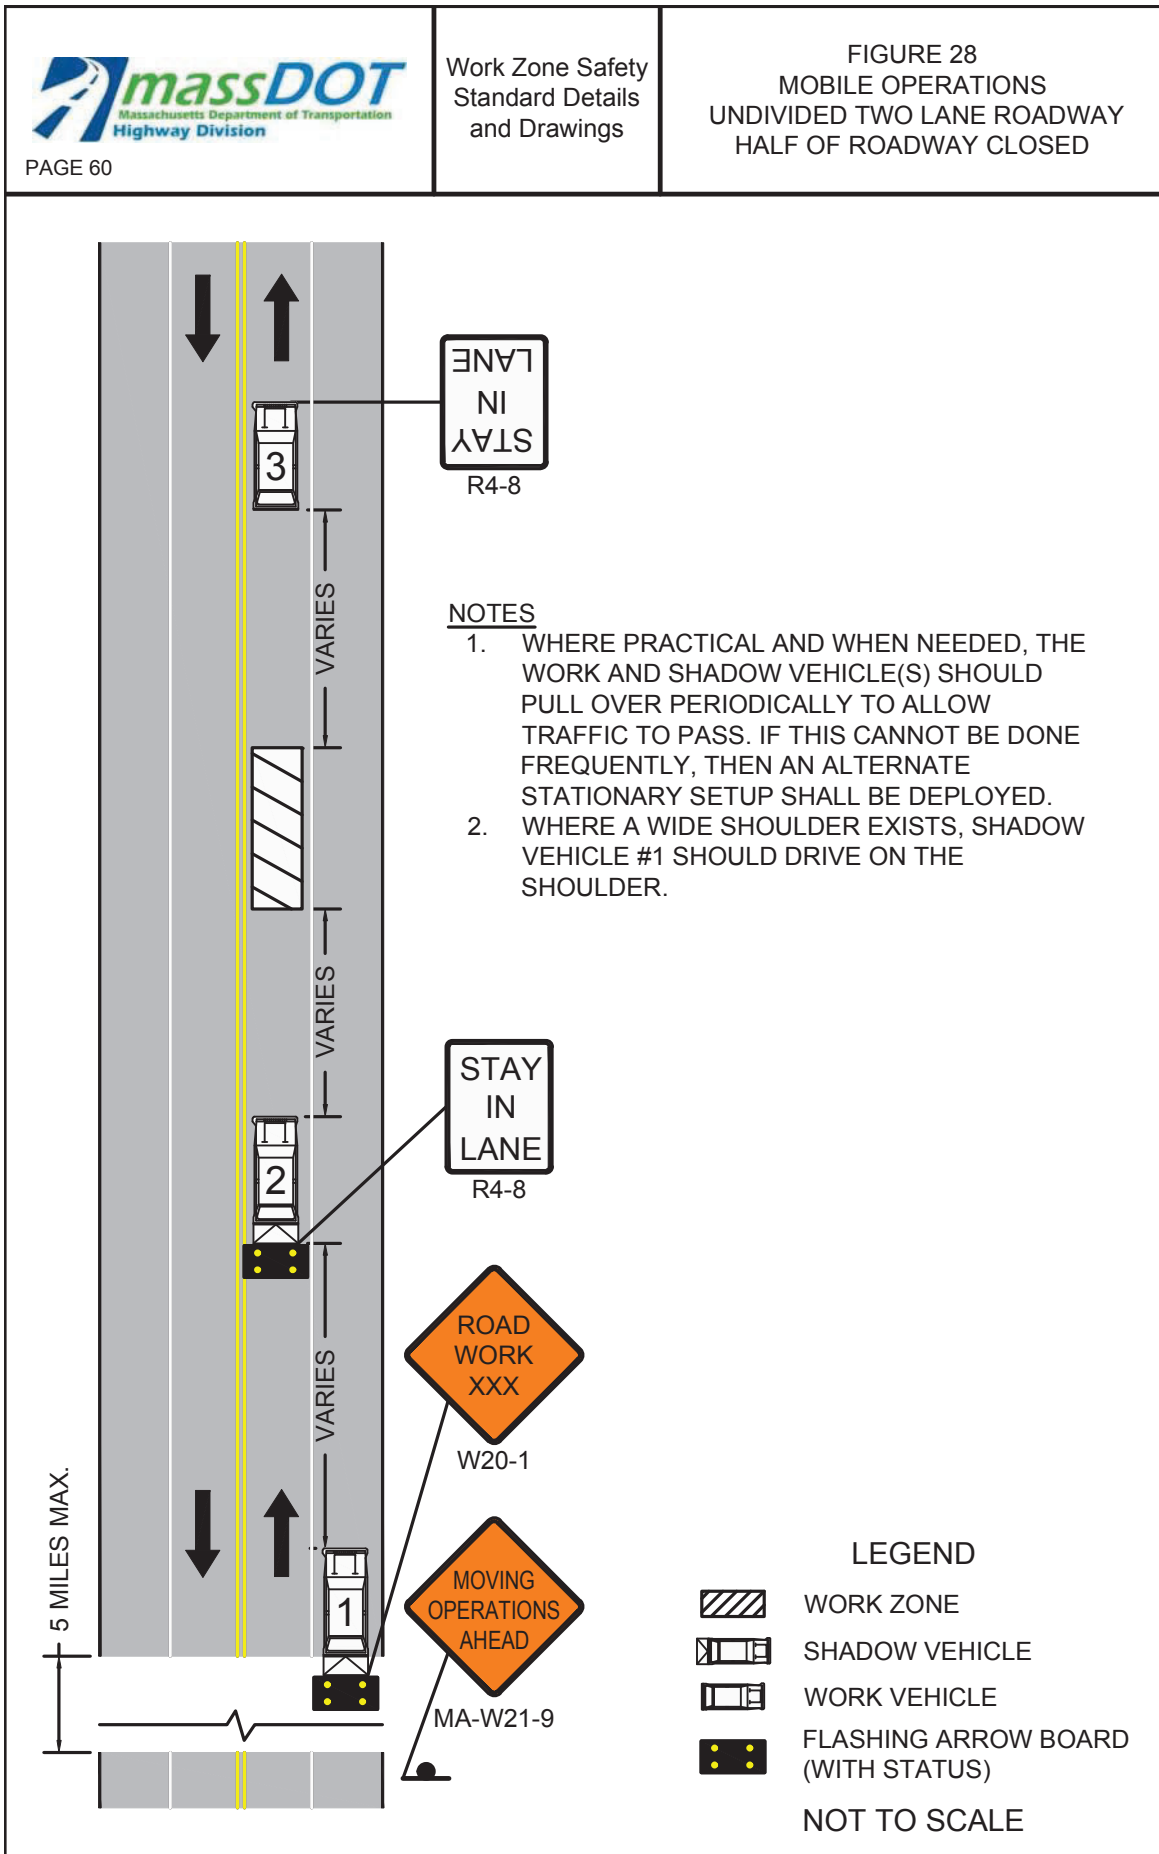 massDOT
Massachusetts Department of Transportation
Highway Division
PAGE 60
Work Zone Safety
Standard Details
and Drawings
FIGURE 28
MOBILE OPERATIONS
UNDIVIDED TWO LANE ROADWAY
HALF OF ROADWAY CLOSED
STAY
IN
LANE
R4-8
3
VARIES
NOTES
1. WHERE PRACTICAL AND WHEN NEEDED, THE
WORK AND SHADOW VEHICLE(S) SHOULD
PULL OVER PERIODICALLY TO ALLOW
TRAFFIC TO PASS. IF THIS CANNOT BE DONE
FREQUENTLY, THEN AN ALTERNATE
STATIONARY SETUP SHALL BE DEPLOYED.
2. WHERE A WIDE SHOULDER EXISTS, SHADOW
VEHICLE #1 SHOULD DRIVE ON THE
SHOULDER.
VARIES
STAY
IN
LANE
R4-8
2
VARIES
ROAD
WORK
XXX
W20-1
5 MILES MAX.
1
MOVING
OPERATIONS
AHEAD
MA-W21-9
LEGEND
WORK ZONE
SHADOW VEHICLE
WORK VEHICLE
FLASHING ARROW BOARD
(WITH STATUS)
NOT TO SCALE